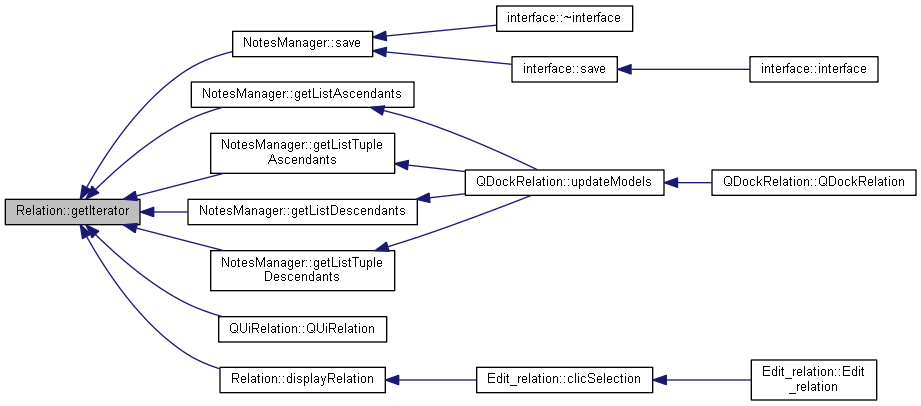 interface::~interface
NotesManager::save
interface::save
interface::interface
NotesManager::getListAscendants
NotesManager::getListTuple
Ascendants
QDockRelation::updateModels
QDockRelation::QDockRelation
Relation::getIterator
NotesManager::getListDescendants
NotesManager::getListTuple
Descendants
QUiRelation::QUiRelation
Relation::displayRelation
Edit_relation::clicSelection
Edit_relation::Edit
_relation